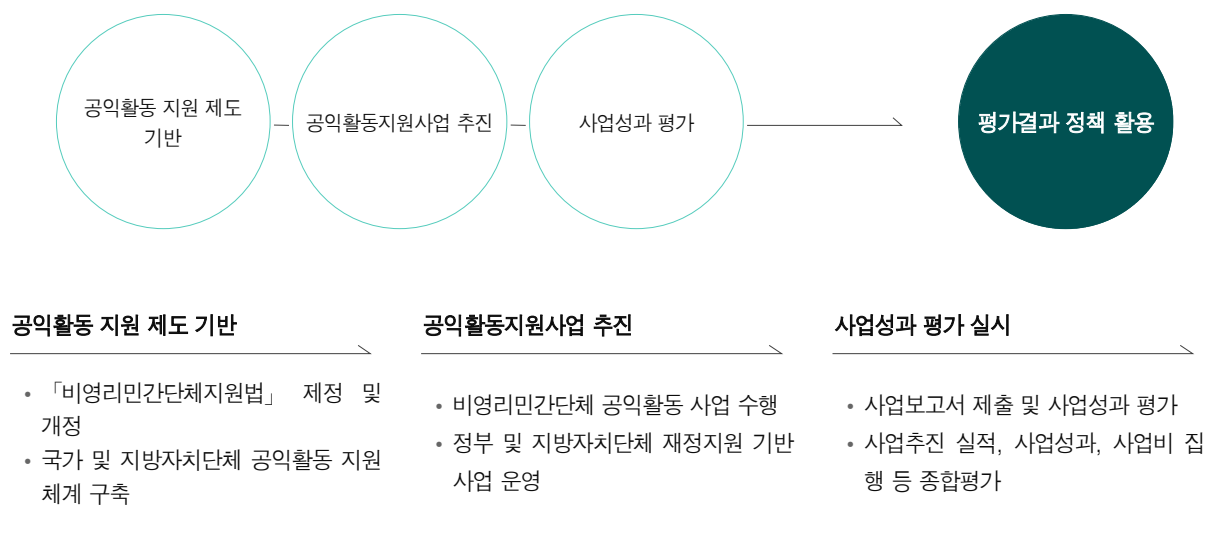 공익활동 지원 제도
기반
공익활동지원사업 추진
사업성과 평가
평가결과 정책 활용
공익활동 지원 제도 기반
• 「비영리민간단체지원법」 제정 및
개정
• 국가 및 지방자치단체 공익활동 지원
체계 구축
공익활동지원사업 추진
• 비영리민간단체 공익활동 사업 수행
• 정부 및 지방자치단체 재정지원 기반
사업 운영
사업성과 평가 실시
• 사업보고서 제출 및 사업성과 평가
• 사업추진 실적, 사업성과, 사업비 집
행 등 종합평가